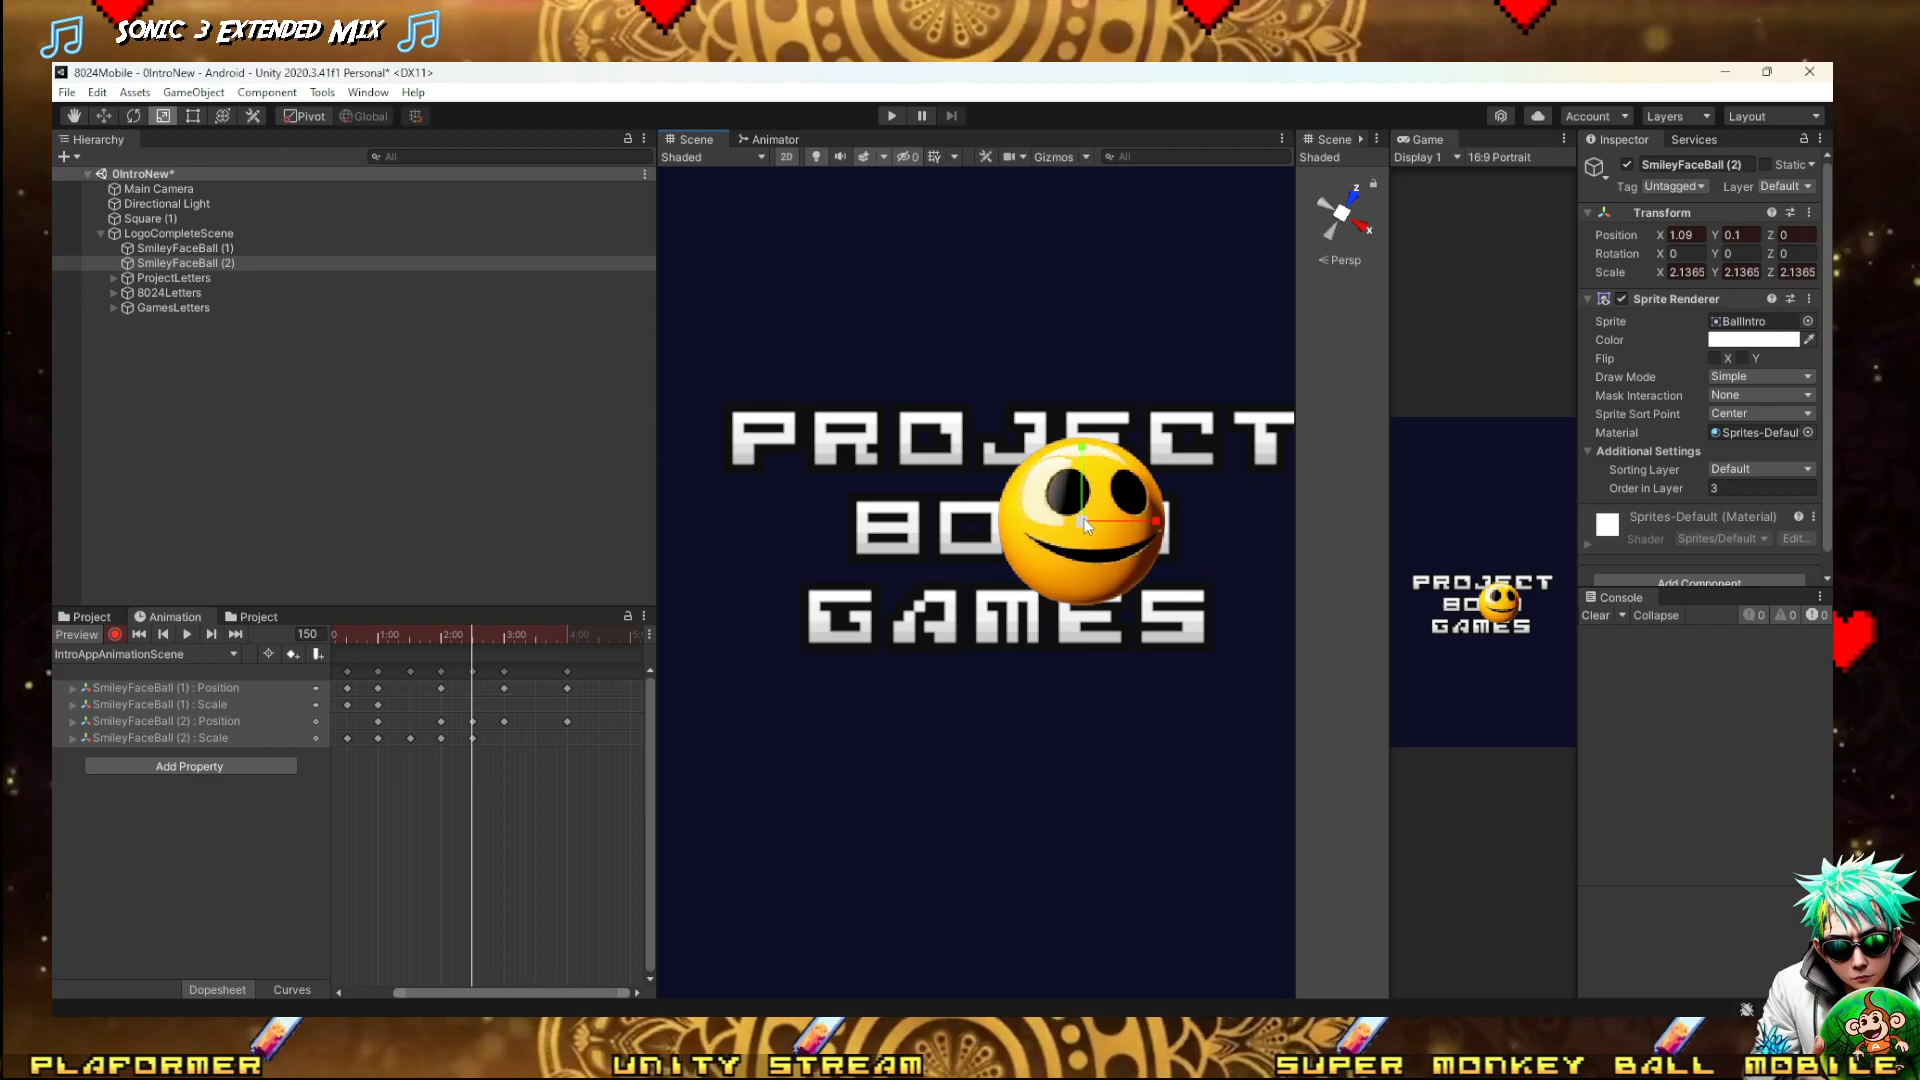 Sonic 3 Extended Mix
8024Mobile - 0IntroNew - Android - Unity 2020.3.41f1 Personal* <DX11>
File Edit Assets GameObject Component Tools Window Help
Pivot Global
Account Layers Layout
Hierarchy
All
0IntroNew*
Main Camera
Directional Light
Square (1)
LogoCompleteScene
SmileyFaceBall (1)
SmileyFaceBall (2)
ProjectLetters
8024Letters
GamesLetters
Scene Animator
Shaded 2D 0 Gizmos All
PROJECT
80
GAMES
Scene
Shaded
z
x
Persp
Game
Display 1 16:9 Portrait
PROJECT
80
GAMES
Inspector Services
SmileyFaceBall (2) Static
Tag Untagged Layer Default
Transform
Position X 1.09 Y 0.1 Z 0
Rotation X 0 Y 0 Z 0
Scale X 2.1365 Y 2.1365 Z 2.1365
Sprite Renderer
Sprite BallIntro
Color
Flip X Y
Draw Mode Simple
Mask Interaction None
Sprite Sort Point Center
Material Sprites-Defaul
Additional Settings
Sorting Layer Default
Order in Layer 3
Sprites-Default (Material)
Shader Sprites/Default Edit...
Add Component
Console
Clear Collapse 0 0 0
Project Animation Project
Preview 150 0 1:00 2:00 3:00 4:00 5:
IntroAppAnimationScene
SmileyFaceBall (1) : Position
SmileyFaceBall (1) : Scale
SmileyFaceBall (2) : Position
SmileyFaceBall (2) : Scale
Add Property
Dopesheet Curves
PLAFORMER UNITY STREAM SUPER MONKEY BALL MOBILE